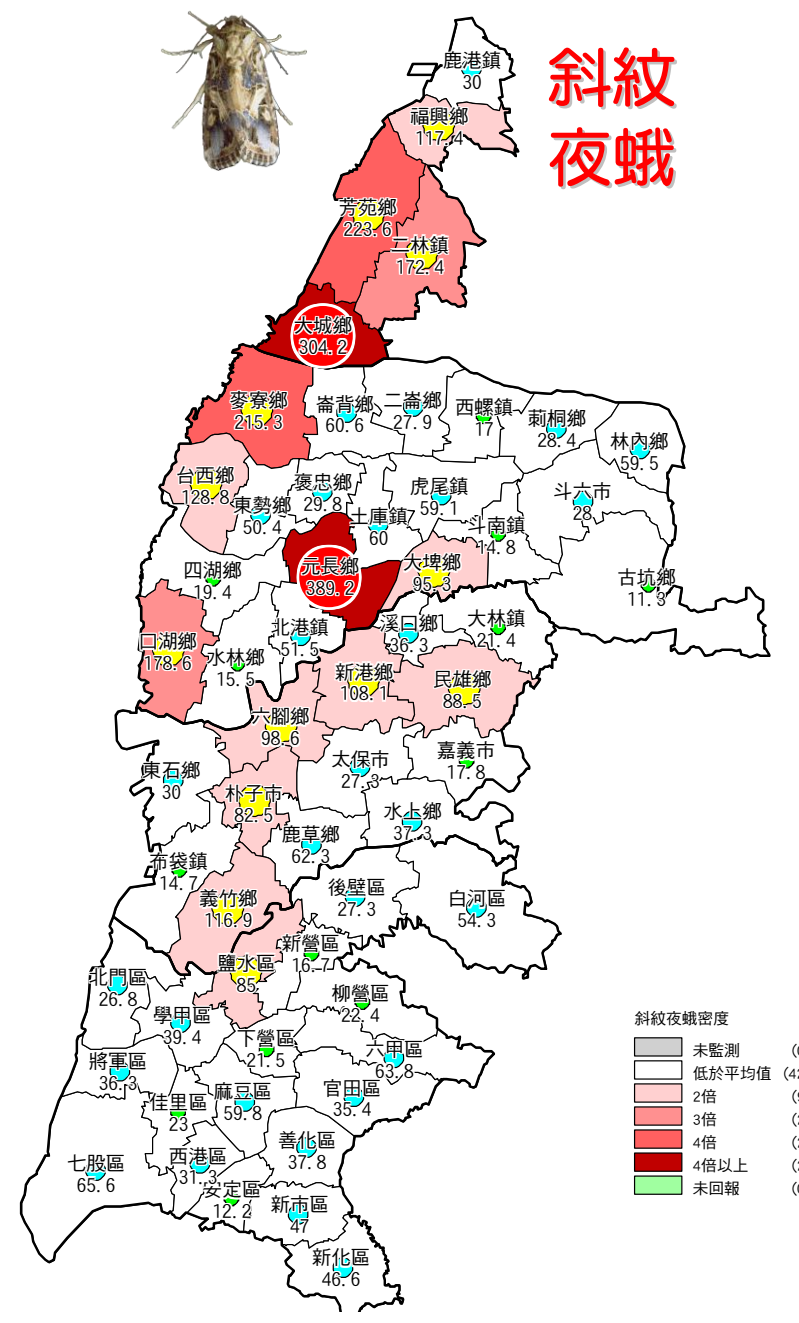 斜紋
夜蛾
鹿港鎮
30
福興鄉
117.4
芳苑鄉
223.6
二林鎮
172.4
大城鄉
304.2
麥寮鄉
215.3
崙背鄉
60.6
二崙鄉
27.9
西螺鎮
17
莿桐鄉
28.4
林內鄉
59.5
台西鄉
128.8
東勢鄉
50.4
褒忠鄉
29.8
土庫鎮
60
虎尾鎮
59.1
斗南鎮
14.8
斗六市
28
四湖鄉
19.4
元長鄉
389.2
大埤鄉
95.3
古坑鄉
11.3
口湖鄉
178.6
水林鄉
15.5
北港鎮
51.5
溪口鄉
36.3
大林鎮
21.4
新港鄉
108.1
民雄鄉
88.5
六腳鄉
98.6
東石鄉
30
太保市
27.3
嘉義市
17.8
朴子市
82.5
鹿草鄉
62.3
水上鄉
37.3
布袋鎮
14.7
義竹鄉
116.9
後壁區
27.3
白河區
54.3
新營區
16.7
鹽水區
85
北門區
26.8
學甲區
39.4
柳營區
22.4
下營區
21.5
六甲區
63.8
將軍區
36.3
佳里區
23
麻豆區
59.8
官田區
35.4
七股區
65.6
西港區
31.3
善化區
37.8
安定區
12.2
新市區
47
新化區
46.6
斜紋夜蛾密度
未監測
低於平均值 (42
2倍
3倍
4倍
4倍以上
未回報